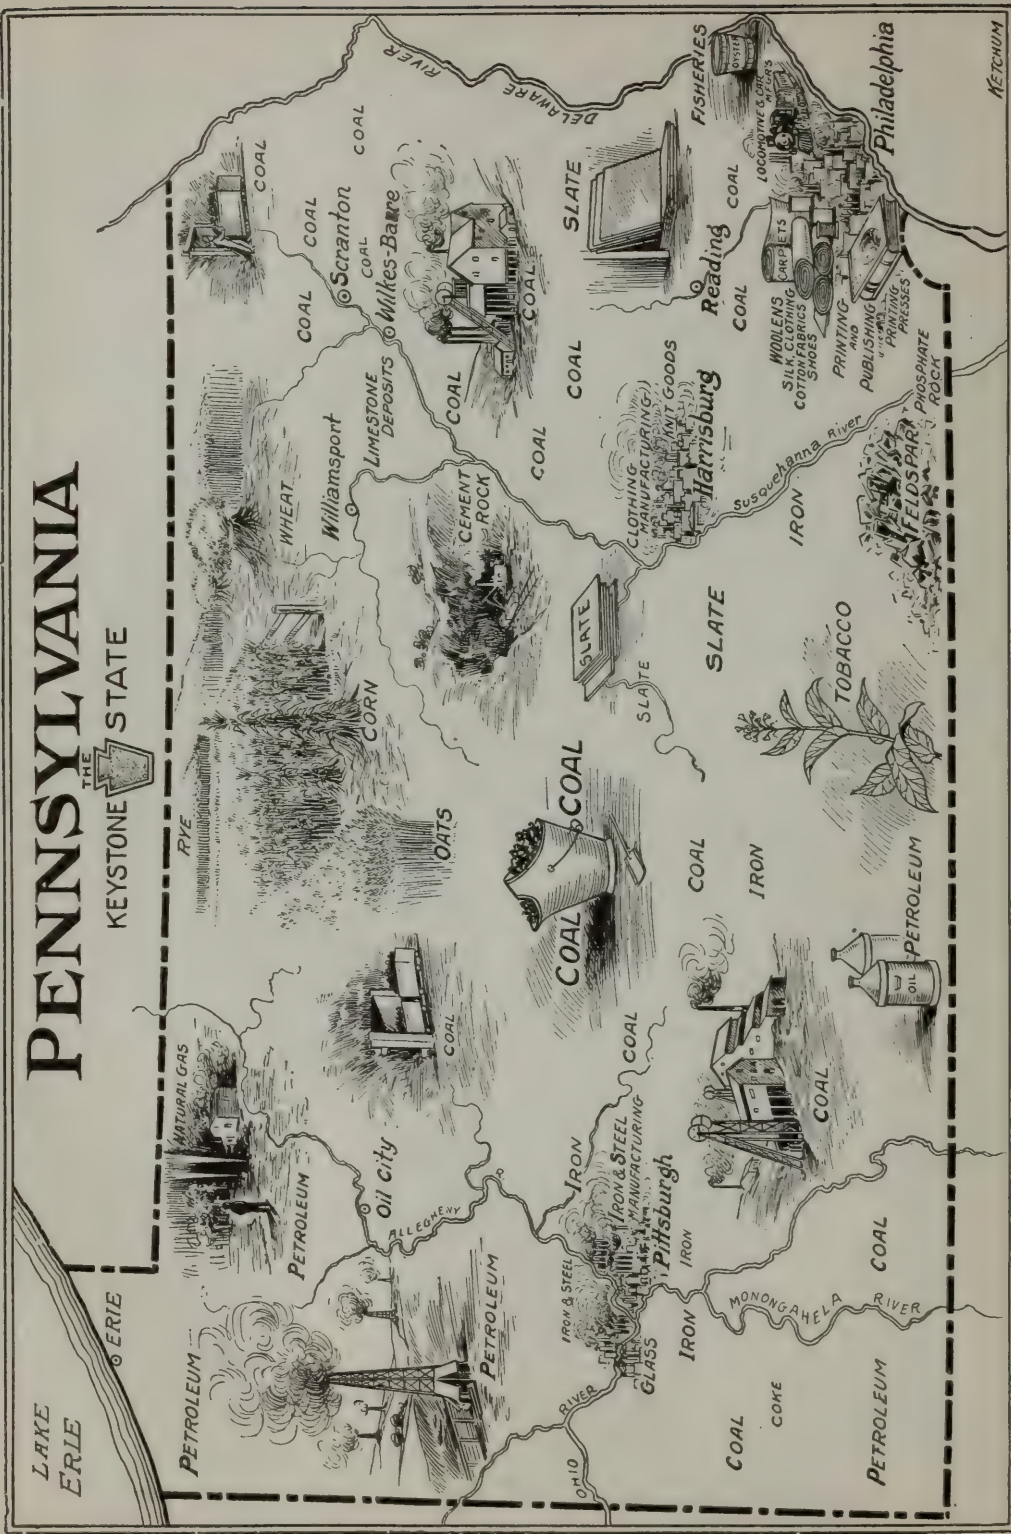 PENNSYLVANIA
THE
KEYSTONE STATE
LAKE
ERIE
ERIE
NATURAL GAS
RYE
PETROLEUM
PETROLEUM
WHEAT
COAL
COAL
COAL
COAL
DELAWARE
RIVER
Oil City
ALLEGHENY
CORN
Williamsport
LIMESTONE
DEPOSITS
Scranton
COAL
Wilkes-Barre
PETROLEUM
COAL
OATS
CEMENT
ROCK
COAL
COAL
COAL
COAL
SLATE
OHIO
RIVER
IRON & STEEL
IRON
COAL
COAL
COAL
SLATE
SLATE
GLASS
IRON & STEEL
MANUFACTURING
Pittsburgh
CLOTHING
MANUFACTURING
KNIT GOODS
Harrisburg
Reading
COAL
COAL
FISHERIES
OYSTER
IRON
IRON
COAL
SLATE
Susquehanna River
MONONGAHELA
RIVER
COAL
COKE
COAL
IRON
IRON
WOOLENS
SILK, CLOTHING
COTTON FABRICS
SHOES
CARPETS
LOCOMOTIVE & CAR
M'F'G'RS
PRINTING
AND
PUBLISHING
PRINTING
PRESSES
Philadelphia
PETROLEUM
COAL
OIL
PETROLEUM
TOBACCO
FELDSPAR
PHOSPHATE
ROCK
KETCHUM